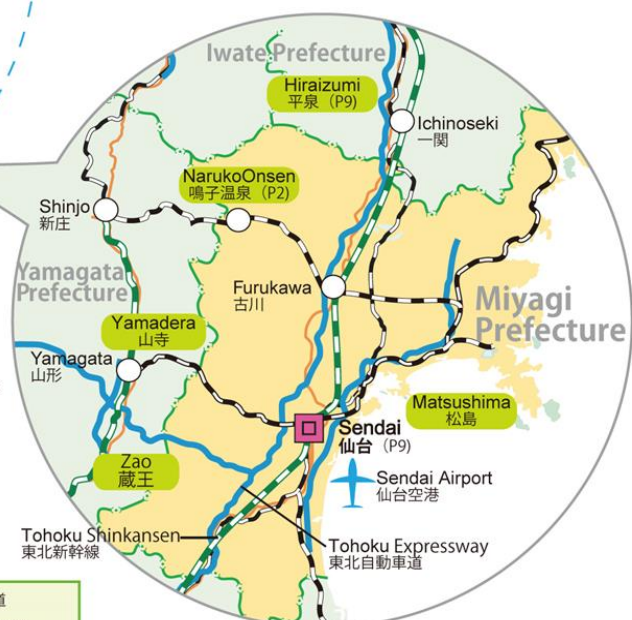 Iwate Prefecture
Hiraizumi
平泉（P9)
Ichinoseki
一関
NarukoOnsen
鳴子温泉（P2）
Shinjo
新庄
Furukawa
古川
Yamagata
Prefecture
Miyagi
Prefecture
Yamadera
山寺
Yamagata
山形
Matsushima
松島
Sendai
仙台（P9）
Zao
蔵王
Sendai Airport
仙台空港
Tohoku Shinkansen
東北新幹線
Tohoku Expressway
東北自動車道
道